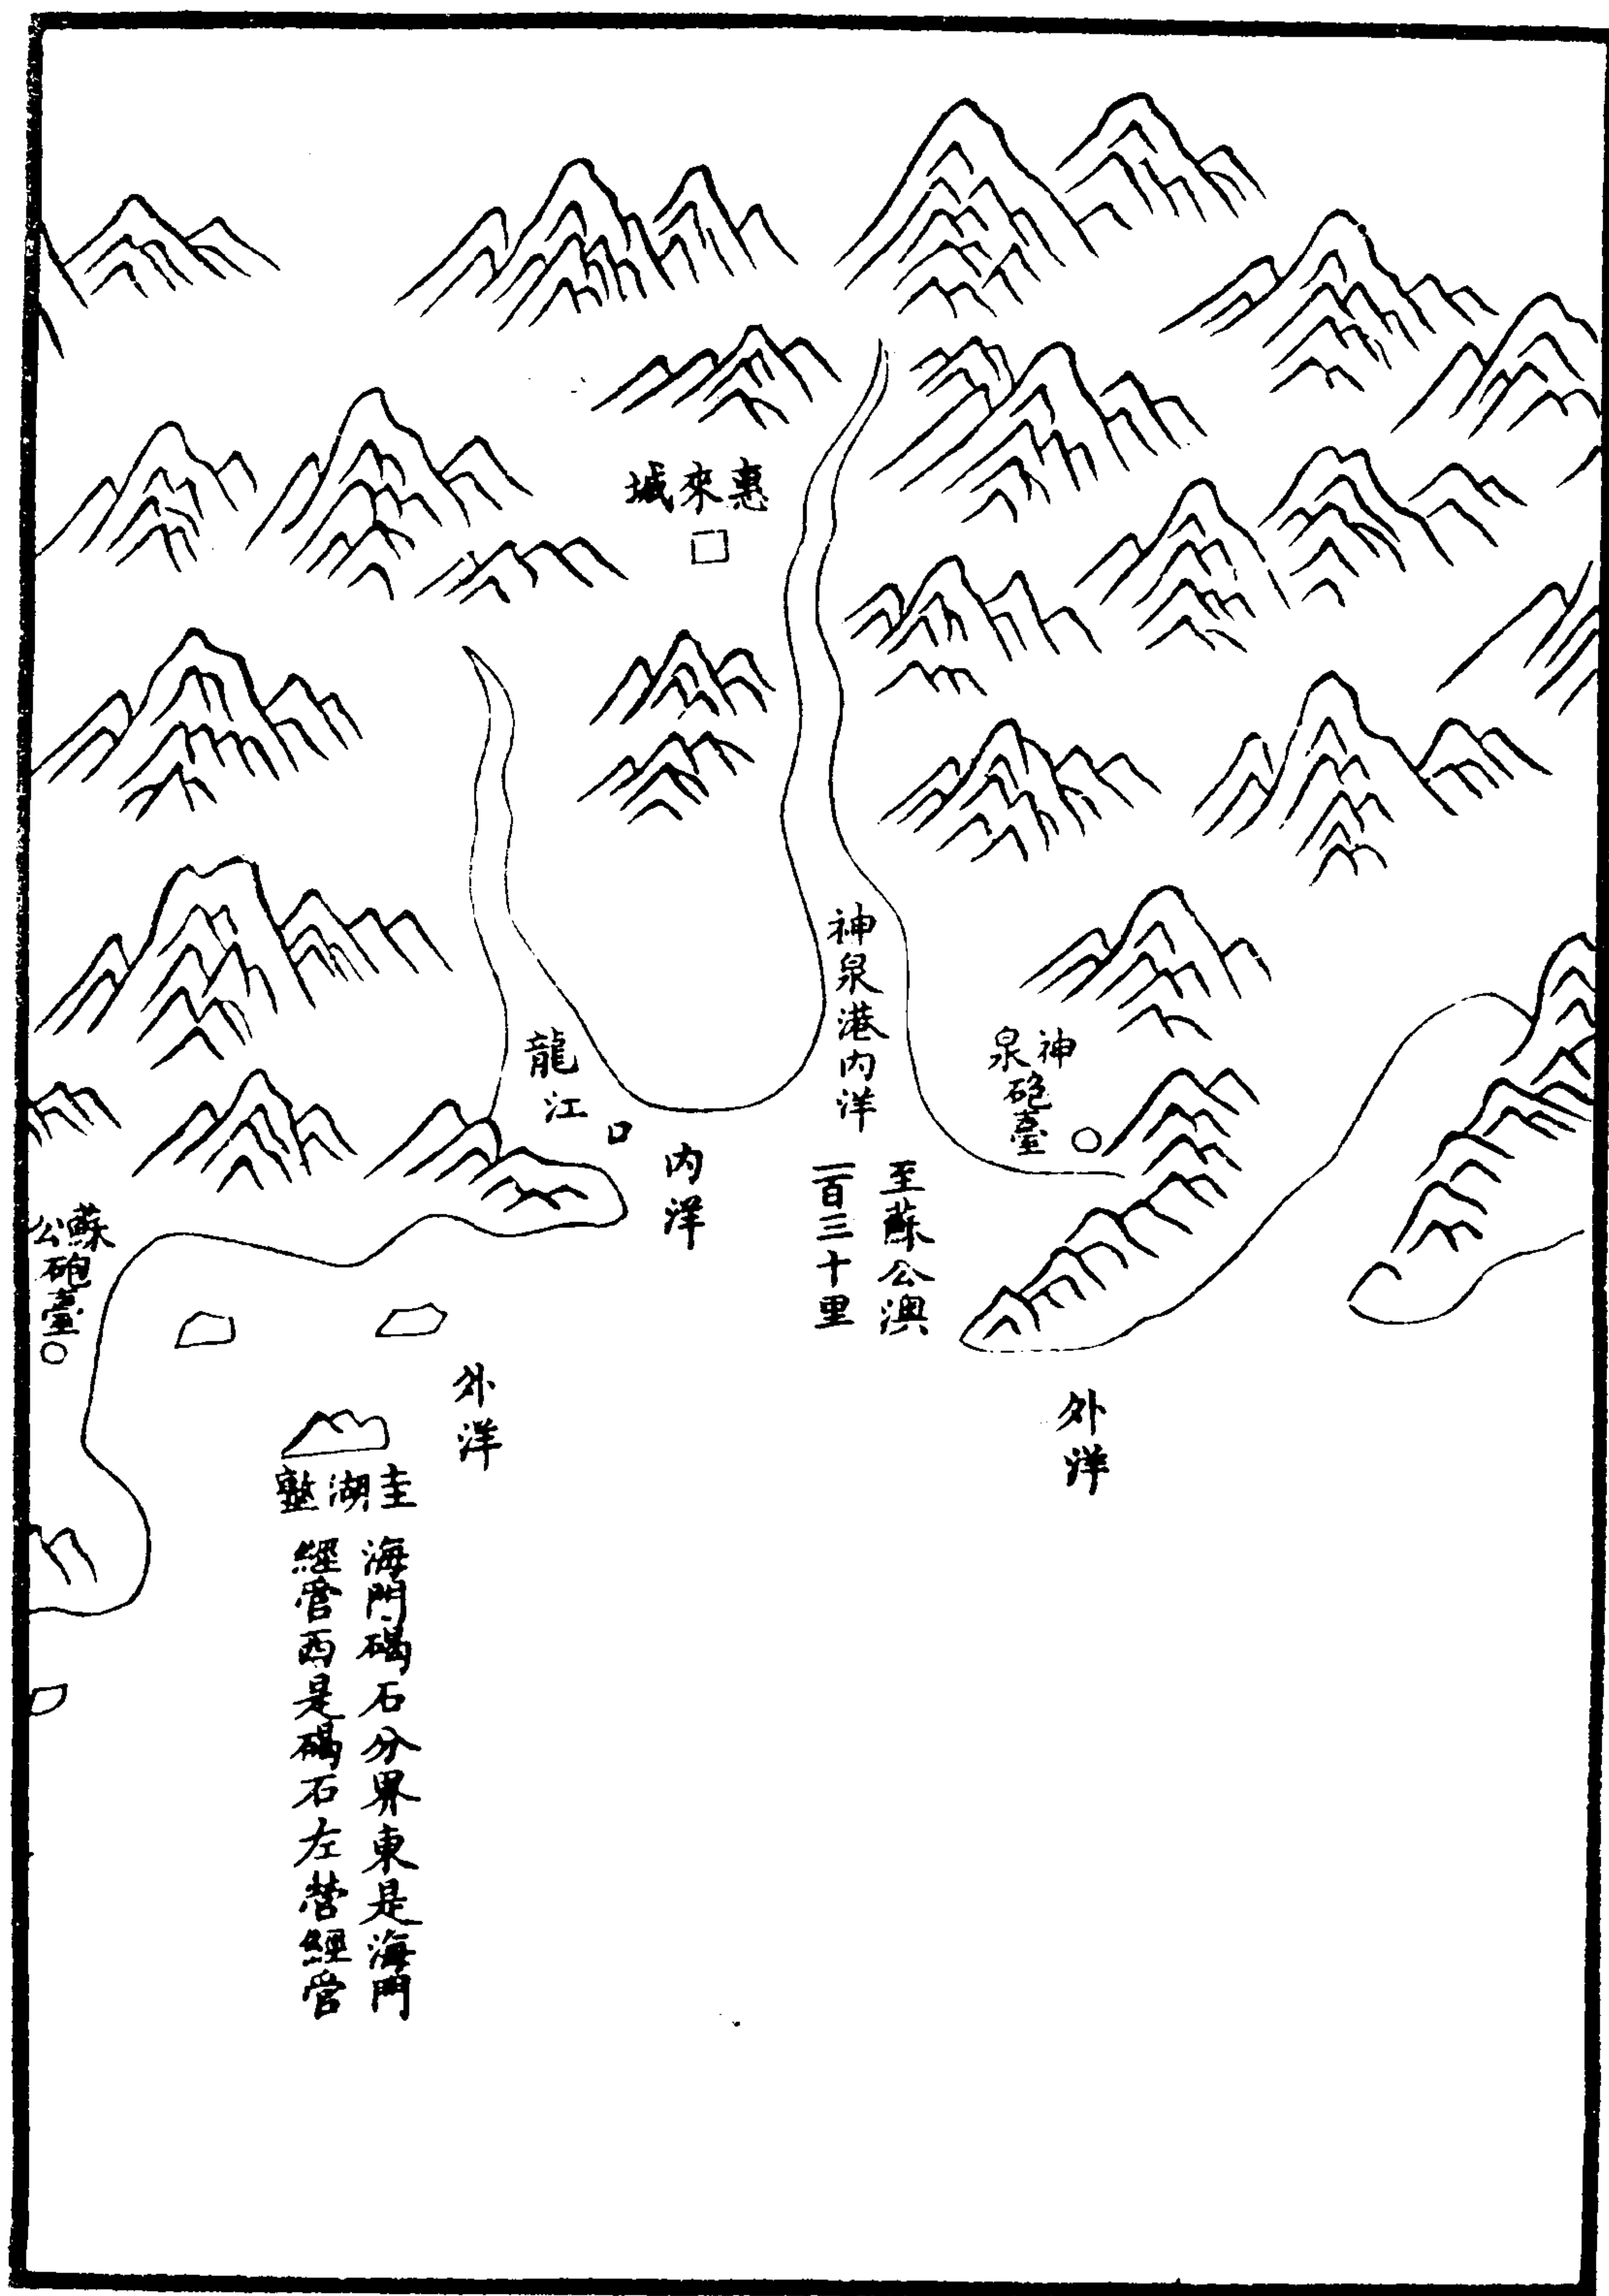 惠來城
神泉港內洋
至蘇公澳
一百三十里
神泉
砲臺
龍江口
內洋
外洋
外洋
蘇公
砲臺
圭湖墪
海門碣石分界東是海門
經管西是碣石左營經管